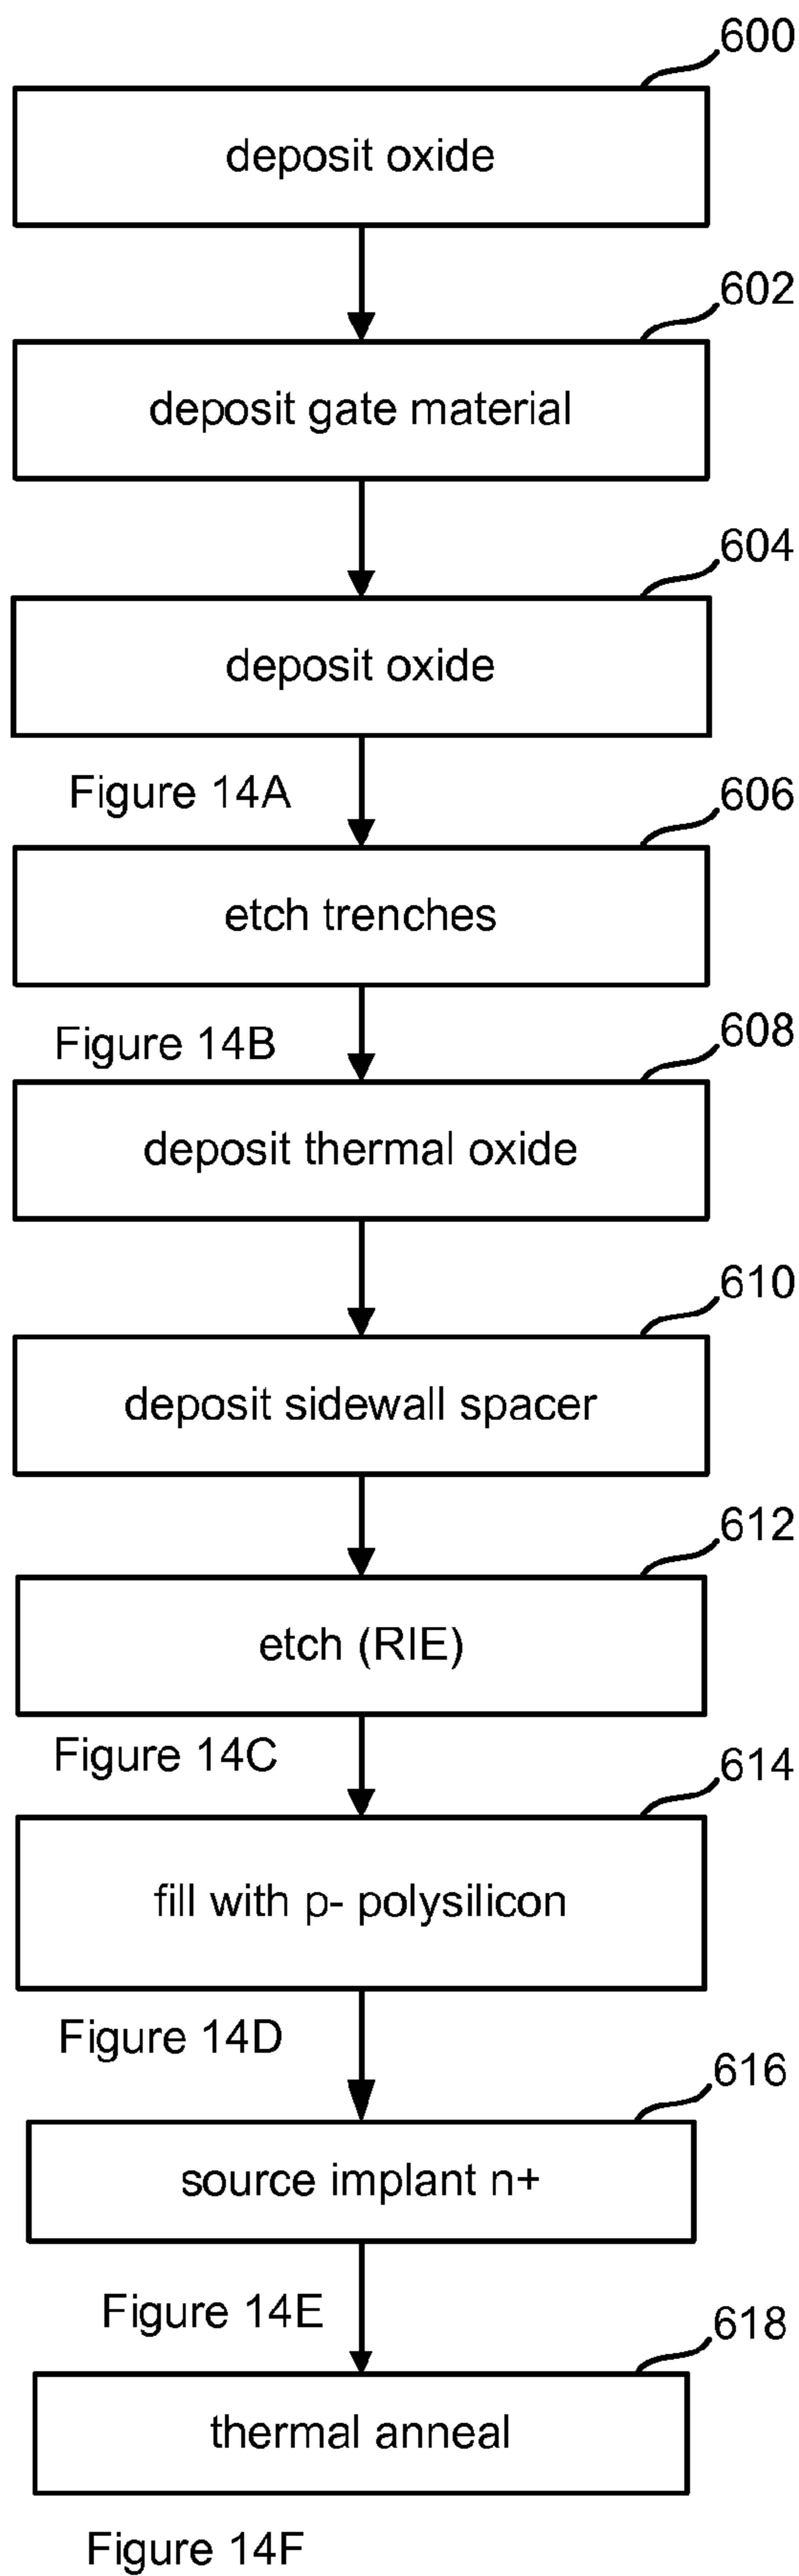 600
deposit oxide
602
deposit gate material
604
deposit oxide
Figure 14A
606
etch trenches
Figure 14B
608
deposit thermal oxide
610
deposit sidewall spacer
612
etch (RIE)
Figure 14C
614
fill with p- polysilicon
Figure 14D
616
source implant n+
Figure 14E
618
thermal anneal
Figure 14F